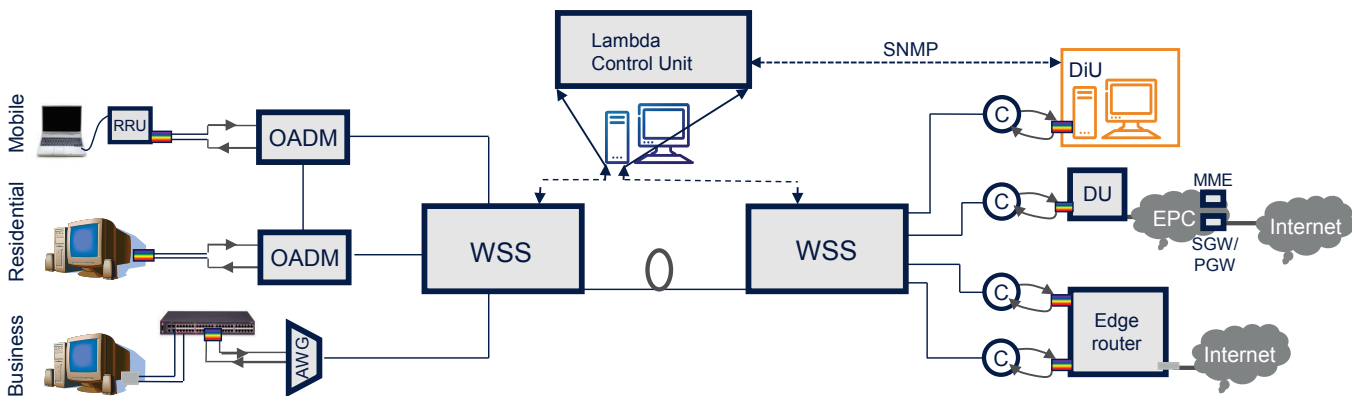 Lambda
Control Unit
SNMP
DiU
Mobile
RRU
OADM
C
C
DU
MME
EPC
SGW/
PGW
Internet
Residential
OADM
WSS
WSS
C
C
Edge
router
Internet
Business
AWG